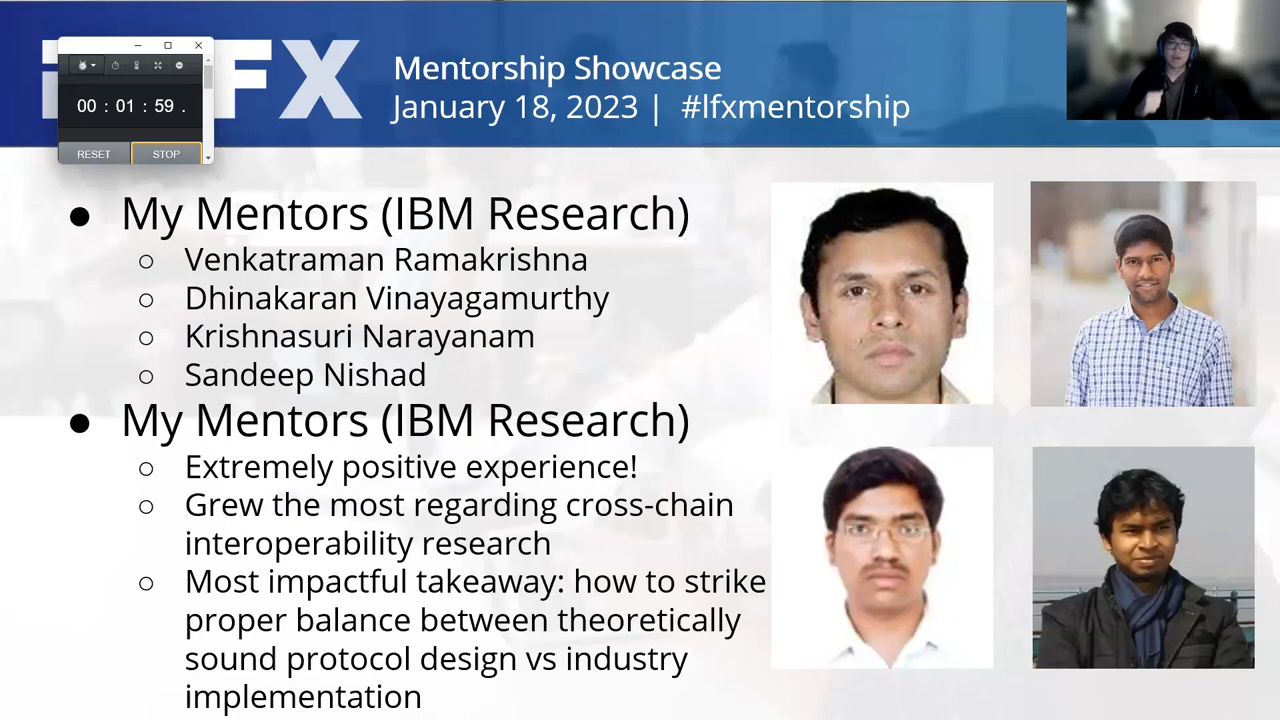 FX
Mentorship Showcase
January 18, 2023 | #lfxmentorship
00 : 01 : 59 .
RESET STOP
● My Mentors (IBM Research)
○ Venkatraman Ramakrishna
○ Dhinakaran Vinayagamurthy
○ Krishnasuri Narayanam
○ Sandeep Nishad
● My Mentors (IBM Research)
○ Extremely positive experience!
○ Grew the most regarding cross-chain
interoperability research
○ Most impactful takeaway: how to strike
proper balance between theoretically
sound protocol design vs industry
implementation